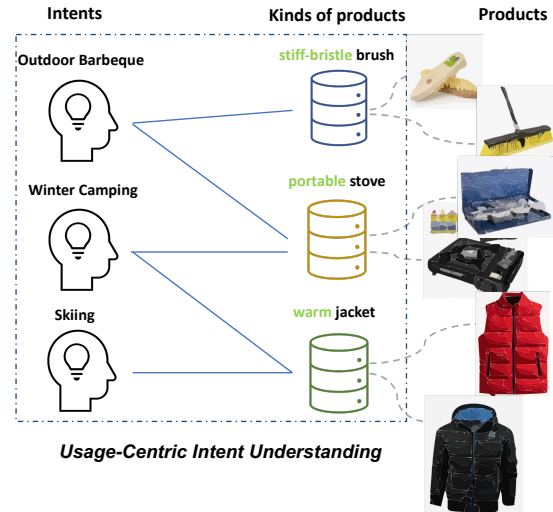 Intents
Kinds of products
Products
Outdoor Barbeque
stiff-bristle brush
Winter Camping
portable stove
Skiing
warm jacket
Usage-Centric Intent Understanding